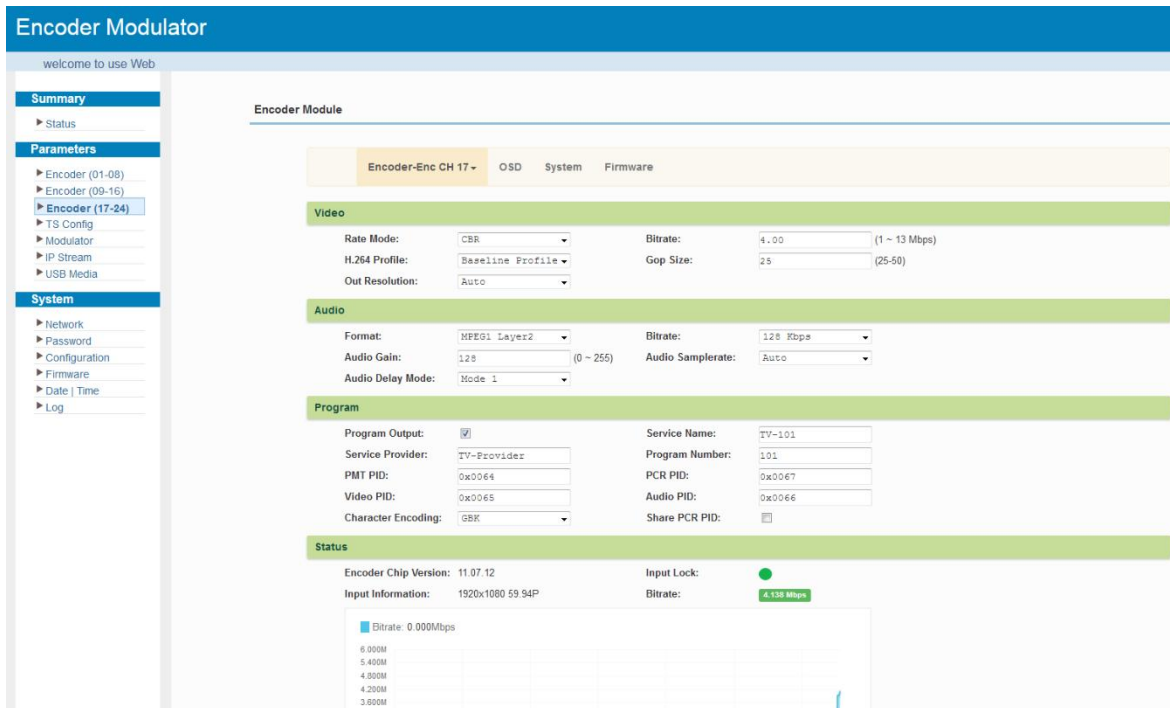 Encoder Modulator
welcome to use Web
Summary
Status
Parameters
Encoder (01-08)
Encoder (09-16)
Encoder (17-24)
TS Config
Modulator
IP Stream
USB Media
System
Network
Password
Configuration
Firmware
Date | Time
Log
Encoder Module
Encoder-Enc CH 17 OSD System Firmware
Video
Rate Mode: CBR Bitrate: 4.00 (1 ~ 13 Mbps)
H.264 Profile: Baseline Profile Gop Size: 25 (25-50)
Out Resolution: Auto
Audio
Format: MPEG1 Layer2 Bitrate: 128 Kbps
Audio Gain: 128 (0 ~ 255) Audio Samplerate: Auto
Audio Delay Mode: Mode 1
Program
Program Output: Service Name: TV-101
Service Provider: TV-Provider Program Number: 101
PMT PID: 0x0064 PCR PID: 0x0067
Video PID: 0x0065 Audio PID: 0x0066
Character Encoding: GBK Share PCR PID:
Status
Encoder Chip Version: 11.07.12 Input Lock:
Input Information: 1920x1080 59.94P Bitrate: 4.138 Mbps
Bitrate: 0.000Mbps
6.000M
5.400M
4.800M
4.200M
3.600M